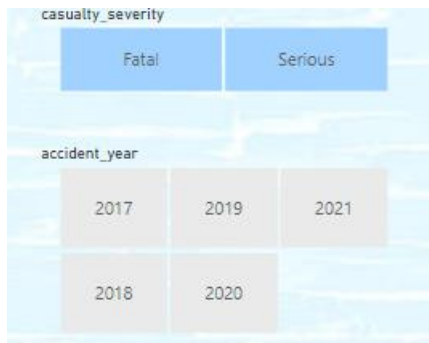 casualty_severity
Fatal Serious
accident_year
2017 2019 2021
2018 2020